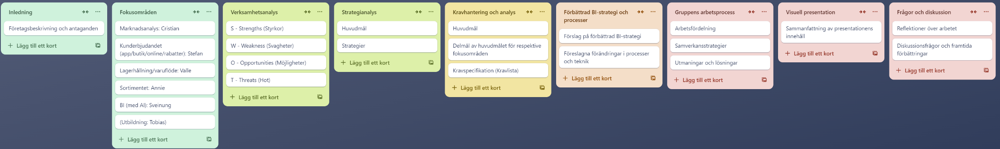 Inledning
Företagsbeskrivning och antaganden
Lägg till ett kort
Fokusområden
Marknadsanalys: Cristian
Kunderbjudandet
(app/butik/online/rabatter): Stefan
Lagerhållning/varuflöde: Valle
Sortimentet: Annie
BI (med AI): Sveinung
(Utbildning: Tobias)
Lägg till ett kort
Verksamhetsanalys
S - Strengths (Styrkor)
W - Weakness (Svagheter)
O - Opportunities (Möjligheter)
T - Threats (Hot)
Lägg till ett kort
Strategianalys
Huvudmål
Strategier
Lägg till ett kort
Kravhantering och analys
Huvudmål
Delmål av huvudmålet för respektive
fokusområden
Kravspecifikation (Kravlista)
Lägg till ett kort
Förbättrad BI-strategi och
processer
Förslag på förbättrad BI-strategi
Föreslagna förändringar i processer
och teknik
Lägg till ett kort
Gruppens arbetsprocess
Arbetsfördelning
Samverkansstrategier
Utmaningar och lösningar
Lägg till ett kort
Visuell presentation
Sammanfattning av presentationens
innehåll
Lägg till ett kort
Frågor och diskussion
Reflektioner över arbetet
Diskussionsfrågor och framtida
förbättringar
Lägg till ett kort